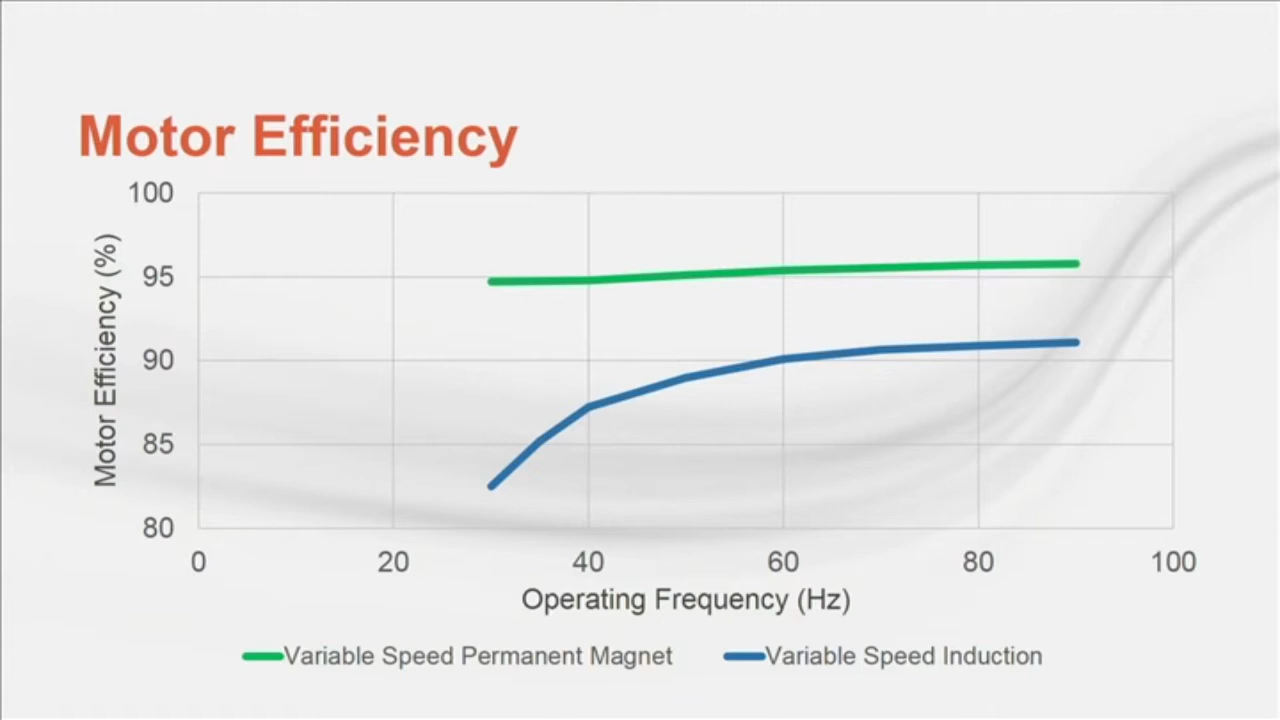 Motor Efficiency
Motor Efficiency (%)
100
95
90
85
80
0 20 40 60 80 100
Operating Frequency (Hz)
Variable Speed Permanent Magnet Variable Speed Induction